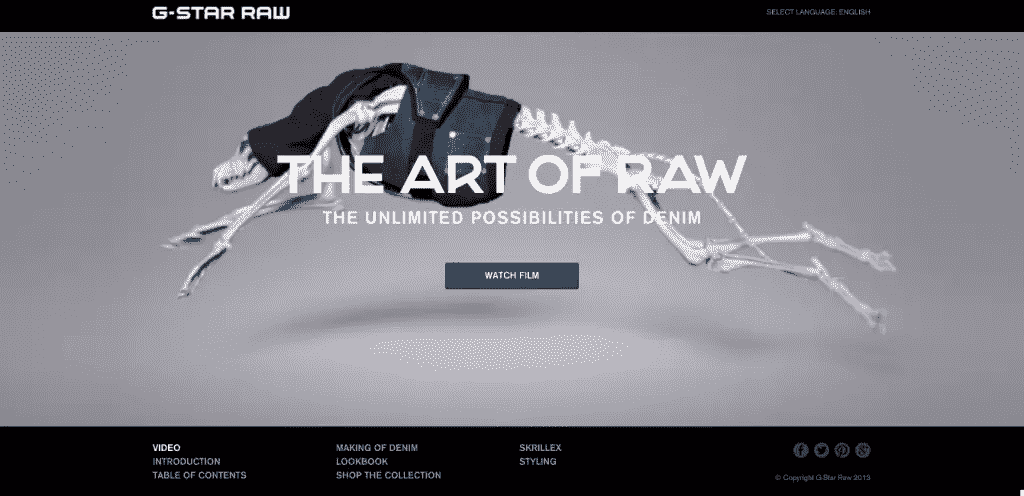 G-STAR RAW
SELECT LANGUAGE: ENGLISH
THE ART OF RAW
THE UNLIMITED POSSIBILITIES OF DENIM
WATCH FILM
VIDEO
INTRODUCTION
TABLE OF CONTENTS
MAKING OF DENIM
LOOKBOOK
SHOP THE COLLECTION
SKRILLEX
STYLING
© Copyright G-Star Raw 2013